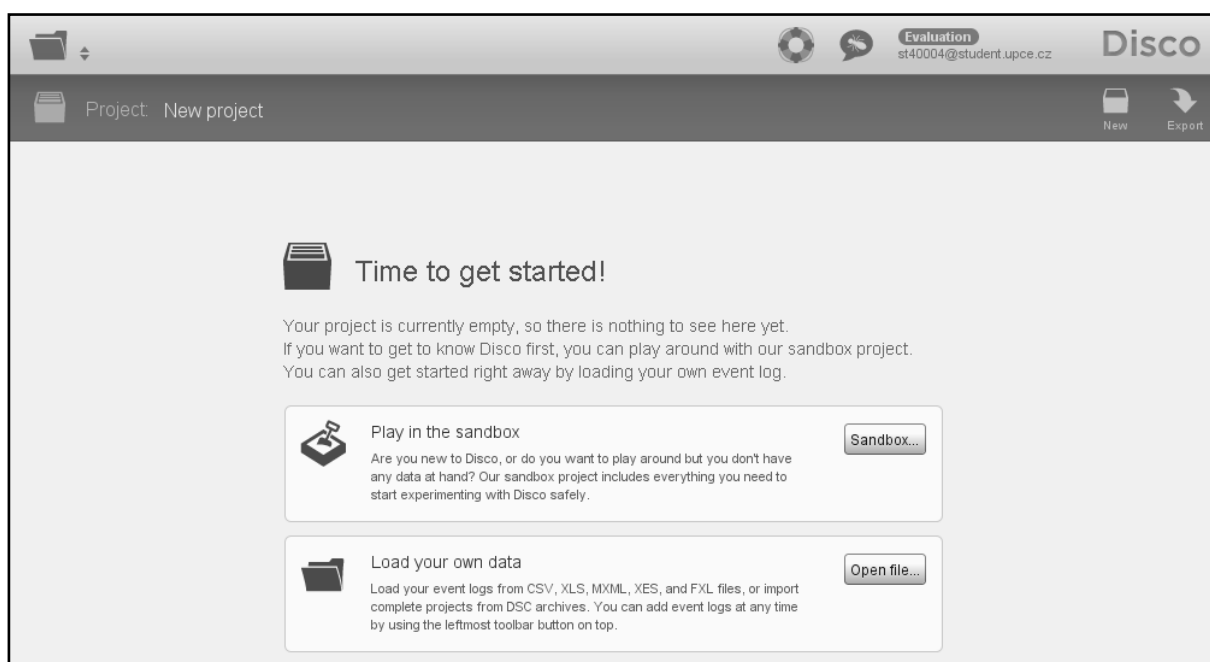 Evaluation
st40004@student.upce.cz
Disco
Project: New project
New
Export
Time to get started!
Your project is currently empty, so there is nothing to see here yet.
If you want to get to know Disco first, you can play around with our sandbox project.
You can also get started right away by loading your own event log.
Play in the sandbox
Sandbox...
Are you new to Disco, or do you want to play around but you don't have
any data at hand? Our sandbox project includes everything you need to
start experimenting with Disco safely.
Load your own data
Open file...
Load your event logs from CSV, XLS, MXML, XES, and FXL files, or import
complete projects from DSC archives. You can add event logs at any time
by using the leftmost toolbar button on top.